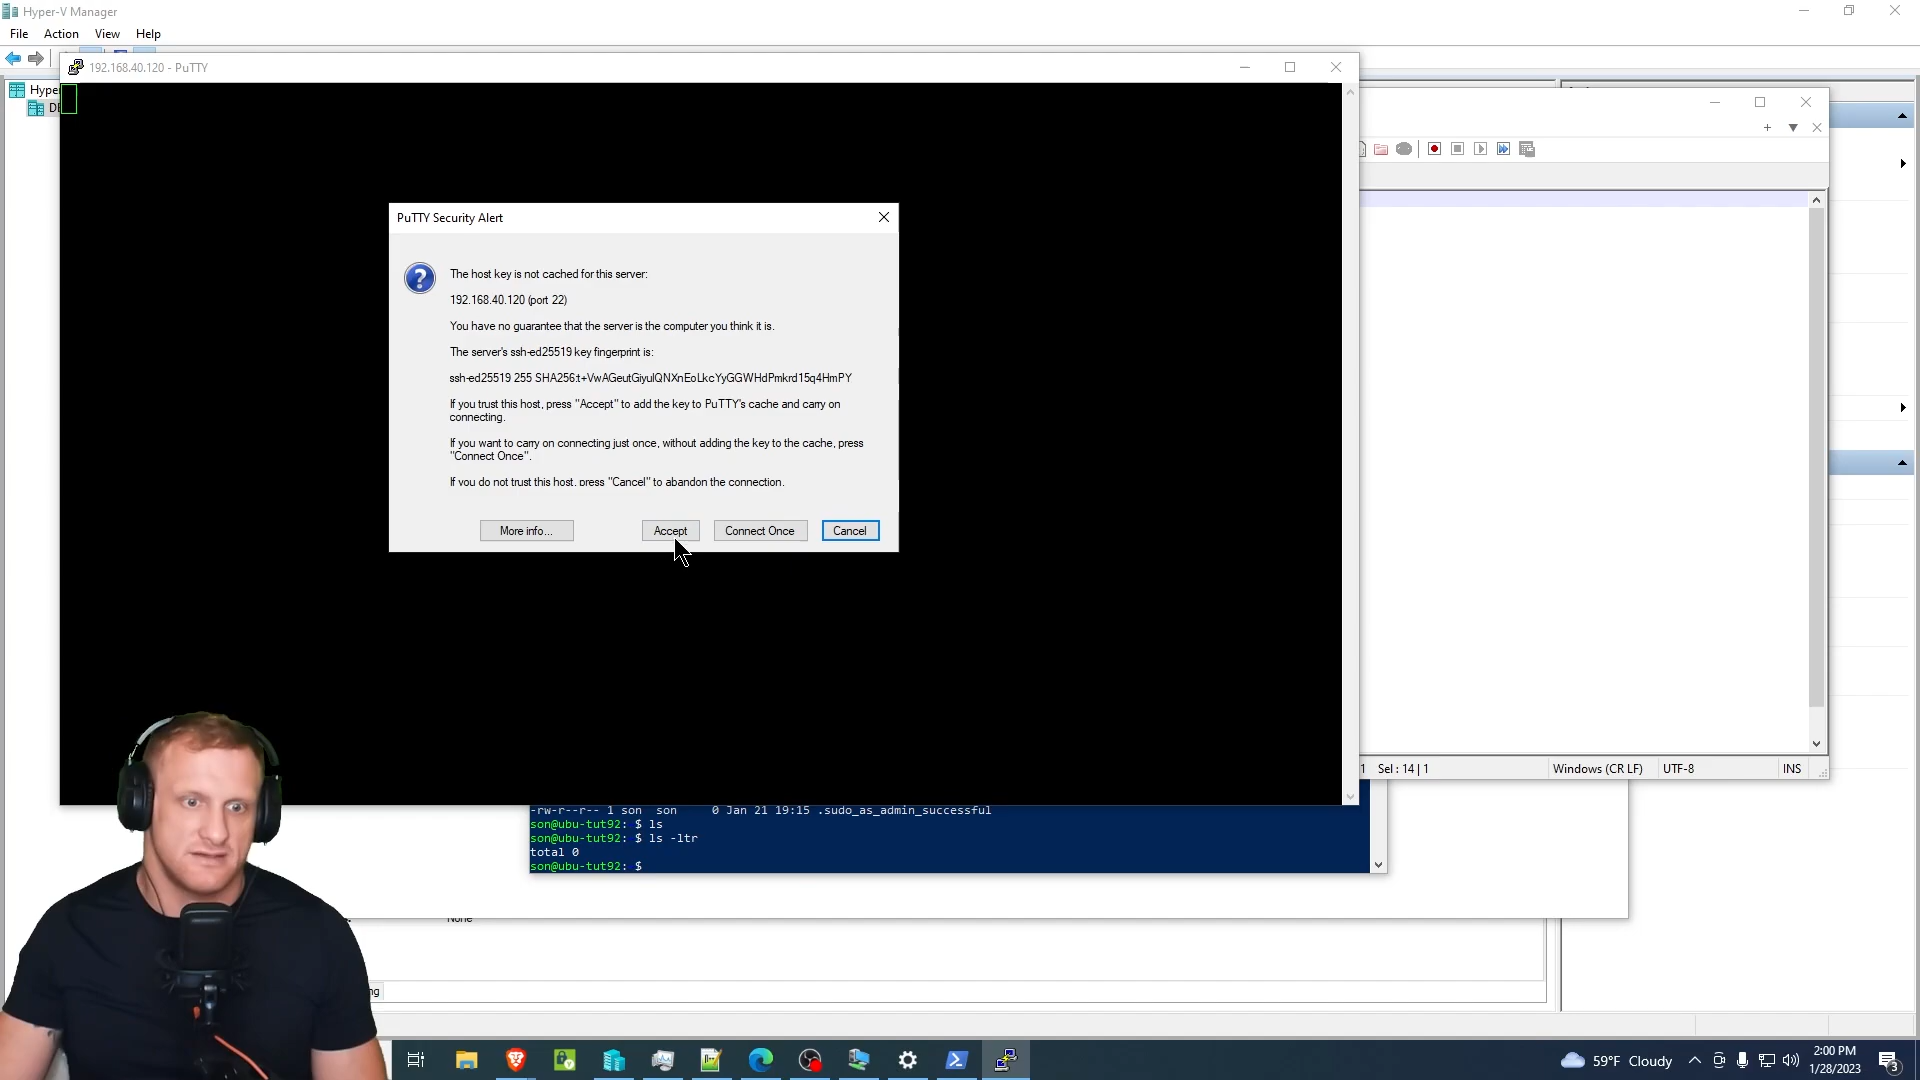 Hyper-V Manager
File Action View Help
192.168.40.120 - PuTTY
PuTTY Security Alert
The host key is not cached for this server:
192.168.40.120 (port 22)
You have no guarantee that the server is the computer you think it is.
The server's ssh-ed25519 key fingerprint is:
ssh-ed25519 255 SHA256:t+VwAGeutGiyulQNXnEoLkcYyGGWHdPmkrd15q4HmPY
If you trust this host, press "Accept" to add the key to PuTTY's cache and carry on
connecting.
If you want to carry on connecting just once, without adding the key to the cache, press
"Connect Once".
If you do not trust this host, press "Cancel" to abandon the connection.
More info... Accept Connect Once Cancel
1 Sel : 14 | 1 Windows (CR LF) UTF-8 INS
-rw-r--r-- 1 son son 0 Jan 21 19:15 .sudo_as_admin_successful
son@ubu-tut92: $ ls
son@ubu-tut92: $ ls -ltr
total 0
son@ubu-tut92: $
None
59°F Cloudy
2:00 PM
1/28/2023
3